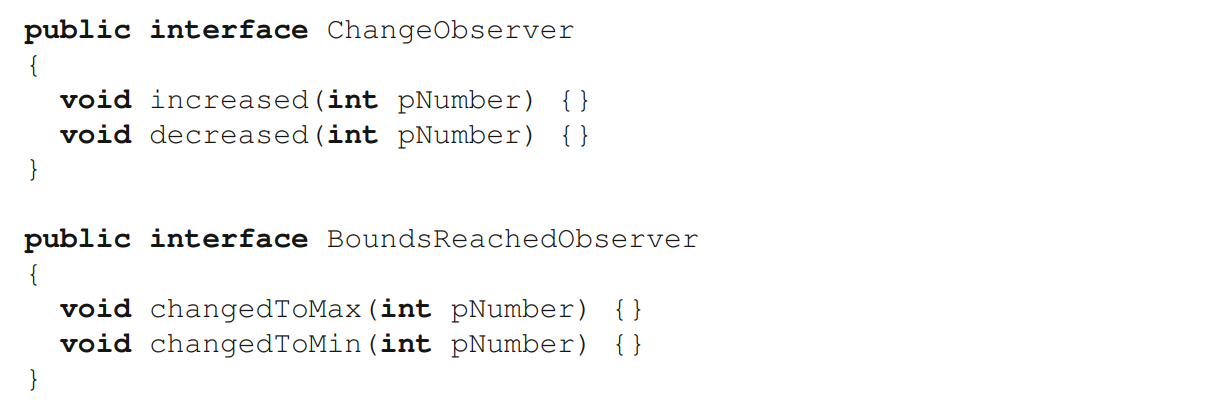 public interface ChangeObserver
{
  void increased(int pNumber) {}
  void decreased(int pNumber) {}
}

public interface BoundsReachedObserver
{
  void changedToMax(int pNumber) {}
  void changedToMin(int pNumber) {}
}